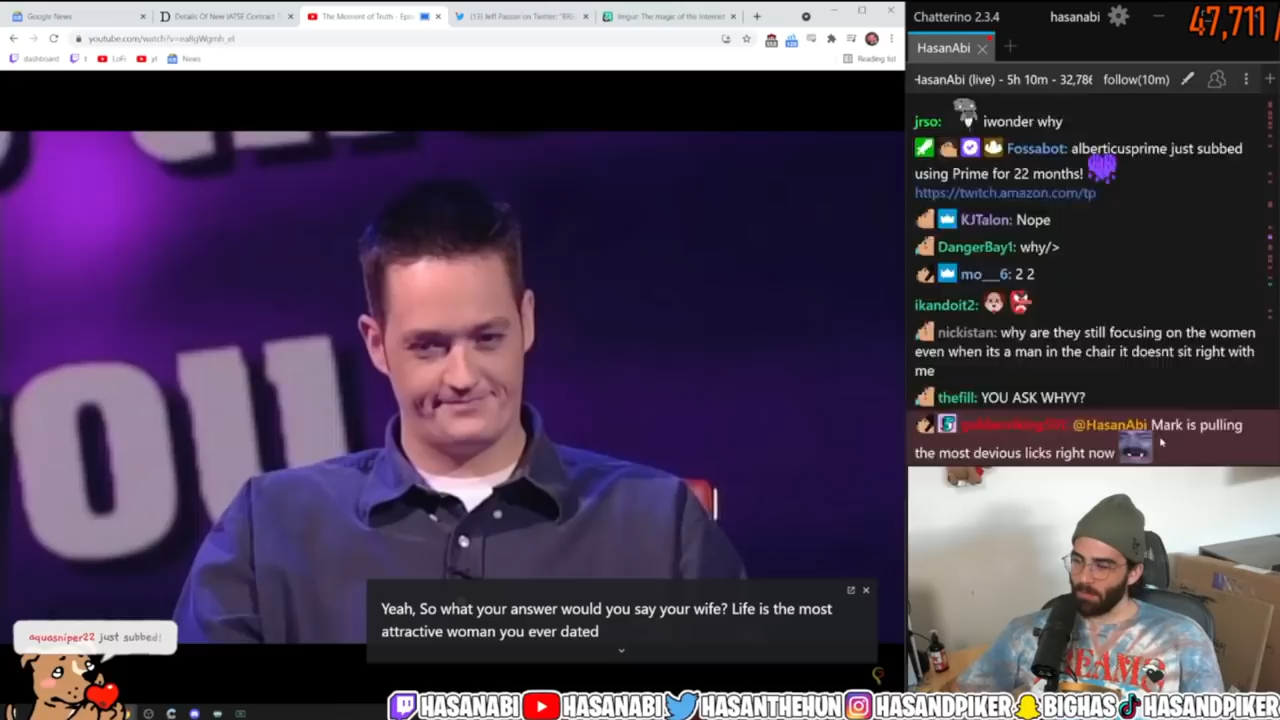 Google News
Details Of New IATSE Contract
The Moment of Truth - Epis
(13) Jeff Passan on Twitter: "BRE
Imgur: The magic of the Internet
youtube.com/watch?v=
dashboard
t
LoFi
yt
News
Reading list
OU
Yeah, So what your answer would you say your wife? Life is the most
attractive woman you ever dated
aquasniper22 just subbed!
Chatterino 2.3.4
hasanabi
47,711
HasanAbi
HasanAbi (live) - 5h 10m - 32,786
follow(10m)
jrso: iwonder why
Fossabot: alberticusprime just subbed
using Prime for 22 months!
https://twitch.amazon.com/tp
KJTalon: Nope
DangerBay1: why/>
mo___6: 2 2
ikandoit2:
nickistan: why are they still focusing on the women
even when its a man in the chair it doesnt sit right with
me
thefill: YOU ASK WHYY?
@HasanAbi Mark is pulling
the most devious licks right now
DREAMS
HASANABI
HASANABI
HASANTHEHUN
HASANDPIKER
BIGHAS
HASANDPIKER